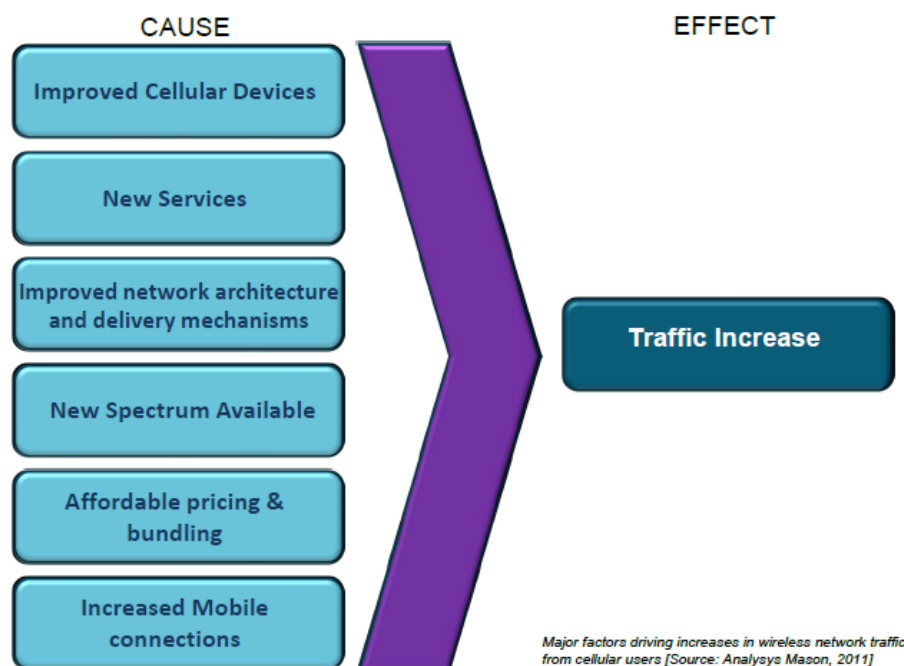 CAUSE
EFFECT
Improved Cellular Devices
New Services
Improved network architecture
and delivery mechanisms
New Spectrum Available
Affordable pricing &
bundling
Increased Mobile
connections
Traffic Increase
Major factors driving increases in wireless network traffic
from cellular users [Source: Analysys Mason, 2011]